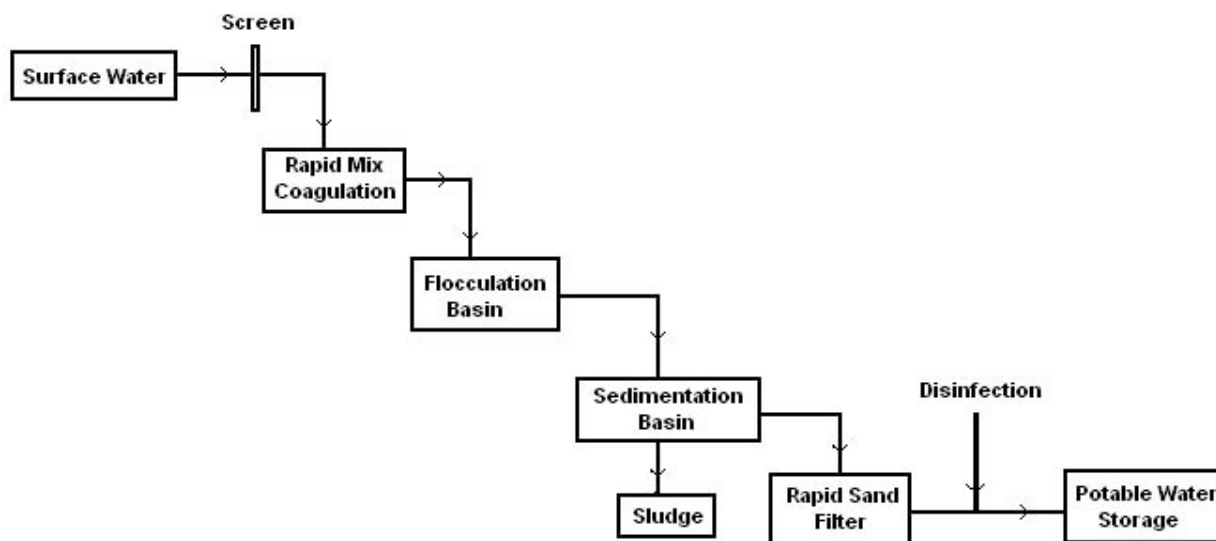 Screen
Surface Water
Rapid Mix
Coagulation
Flocculation
Basin
Sedimentation
Basin
Disinfection
Sludge
Rapid Sand
Filter
Potable Water
Storage